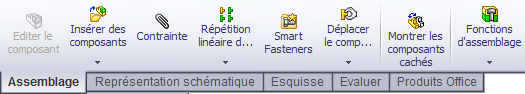 Editer le
composant
Insérer des
composants
Contrainte
Répétition
linéaire d...
Smart
Fasteners
Déplacer
le comp...
Montrer les
composants
cachés
Fonctions
d'assemblage
Assemblage
Représentation schématique
Esquisse
Evaluer
Produits Office